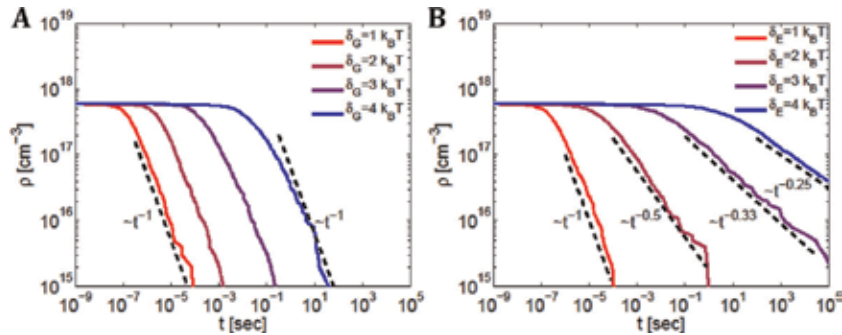 A
10^19
10^18
10^17
10^16
10^15
ρ [cm^-3]
δ_G=1 k_BT
δ_G=2 k_BT
δ_G=3 k_BT
δ_G=4 k_BT
~t^-1
~t^-1
10^-9 10^-7 10^-5 10^-3 10^-1 10^1 10^3 10^5
t [sec]
B
10^19
10^18
10^17
10^16
10^15
ρ [cm^-3]
δ_E=1 k_BT
δ_E=2 k_BT
δ_E=3 k_BT
δ_E=4 k_BT
~t^-0.25
~t^-1
~t^-0.5
~t^-0.33
10^-9 10^-7 10^-5 10^-3 10^-1 10^1 10^3 10^5
t [sec]